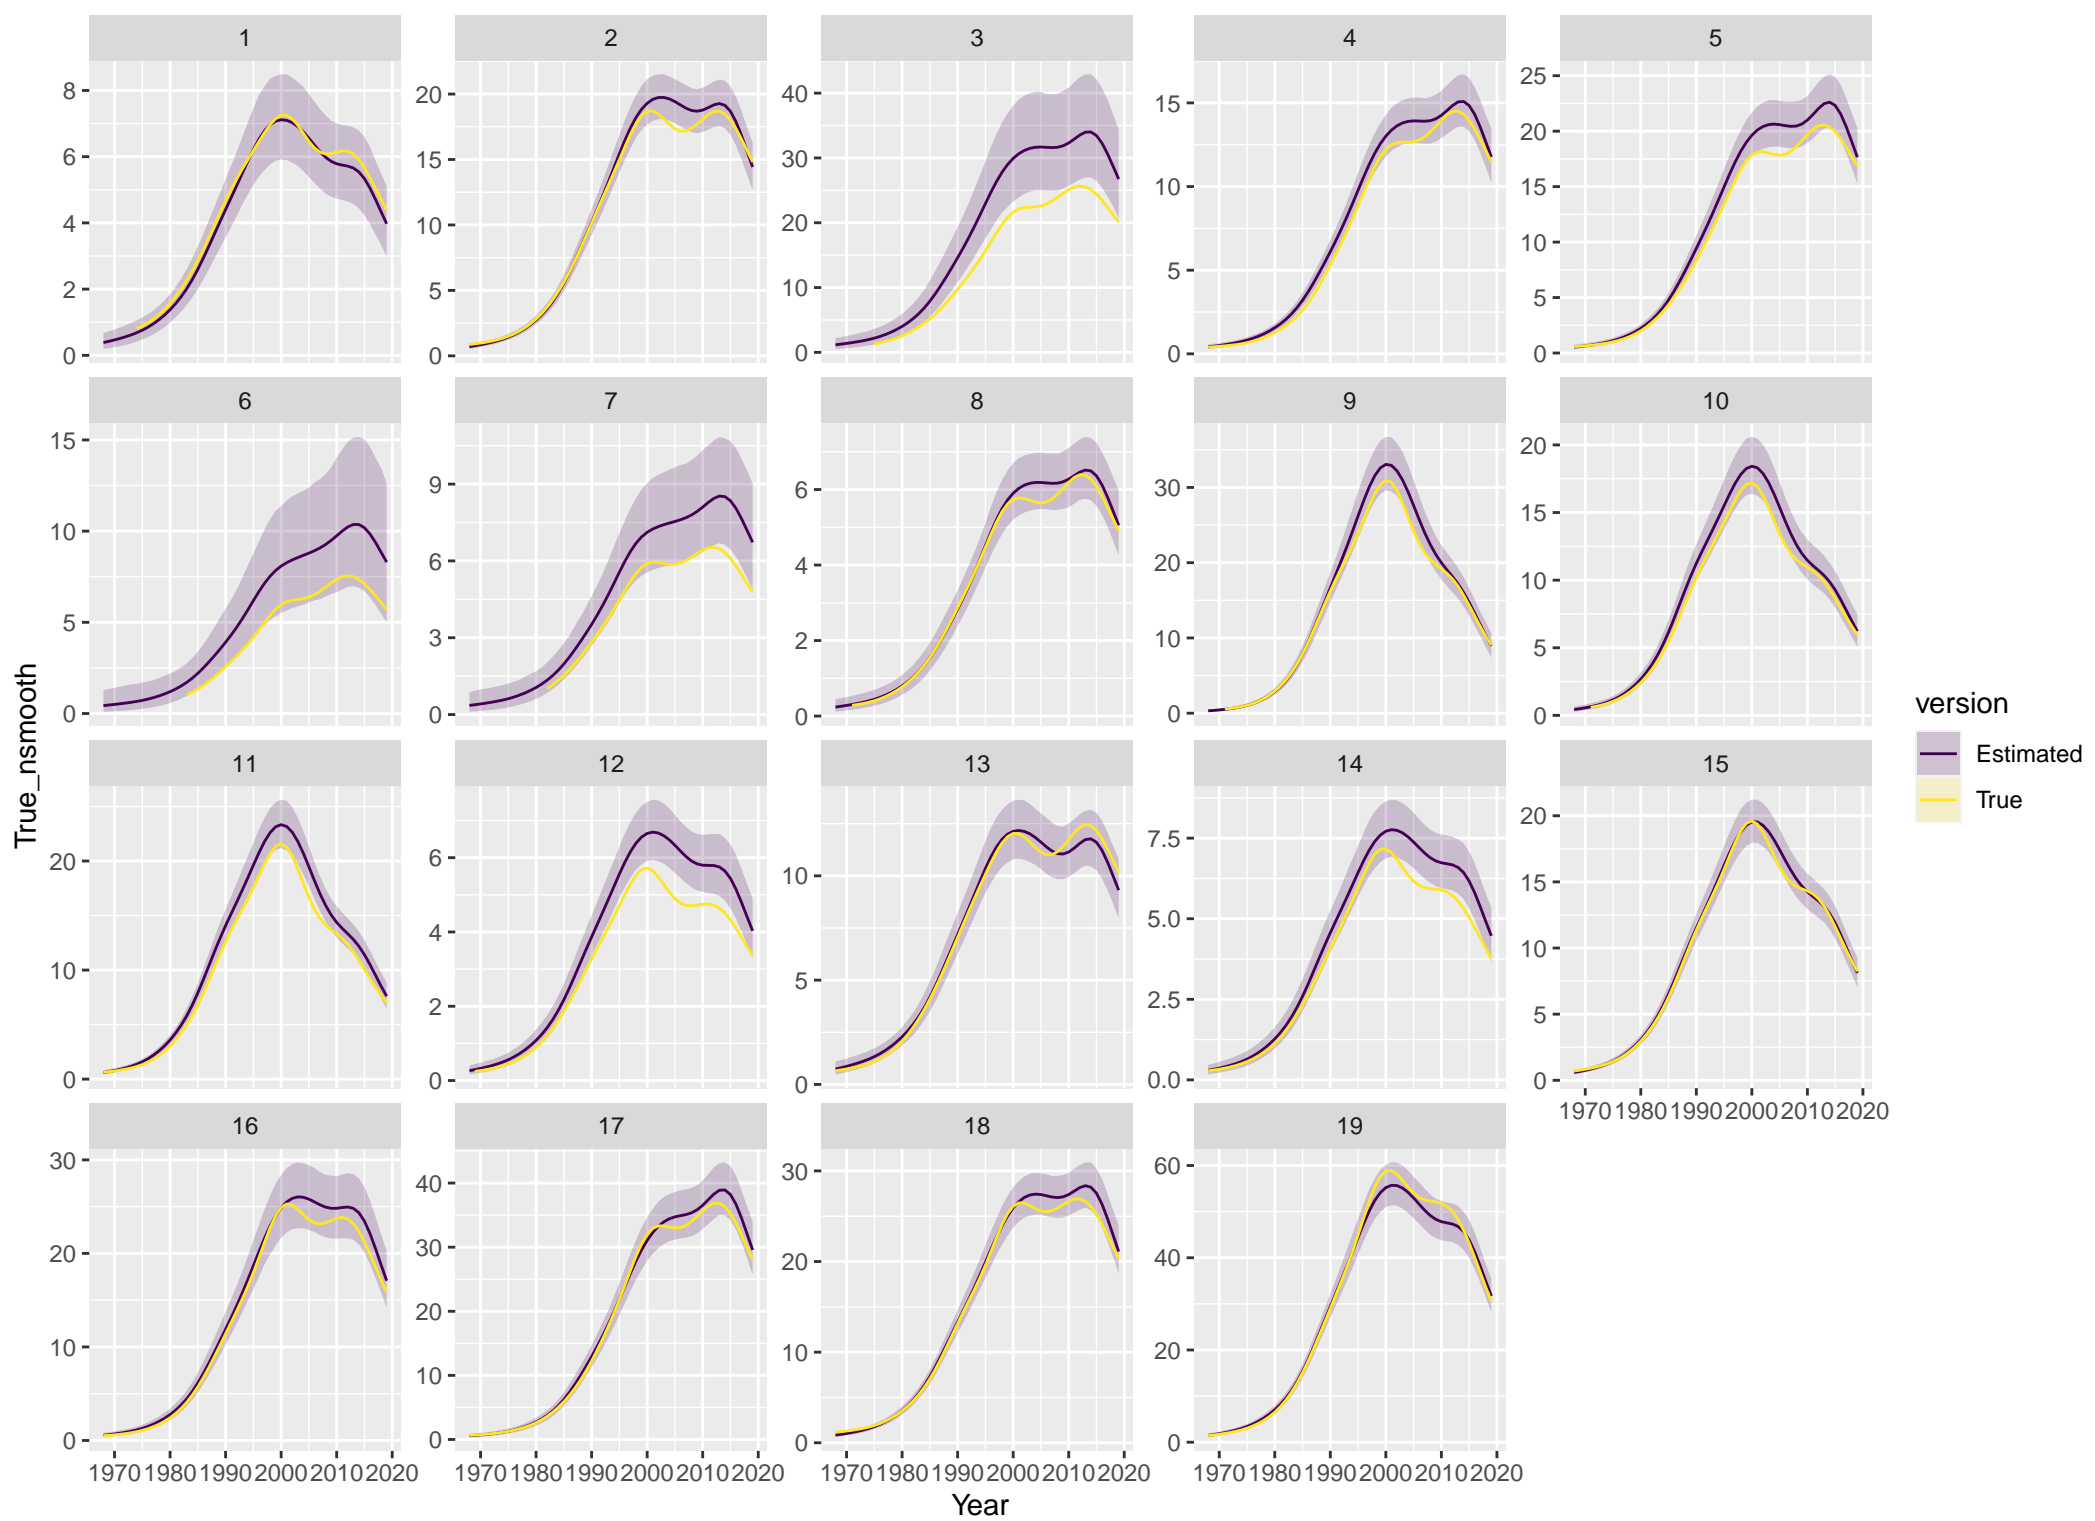 1 2 3 4 5
8 6 4 2 0
20 15 10 5 0
40 30 20 10 0
15 10 5 0
25 20 15 10 5 0
6 7 8 9 10
15 10 5 0
9 6 3 0
6 4 2 0
30 20 10 0
20 15 10 5 0
11 12 13 14 15
20 10 0
6 4 2 0
10 5 0
7.5 5.0 2.5 0.0
20 15 10 5 0
1970 1980 1990 2000 2010 2020
16 17 18 19
30 20 10 0
40 30 20 10 0
30 20 10 0
60 40 20 0
1970 1980 1990 2000 2010 2020
1970 1980 1990 2000 2010 2020
1970 1980 1990 2000 2010 2020
1970 1980 1990 2000 2010 2020
Year
True_nsmooth
version
Estimated
True